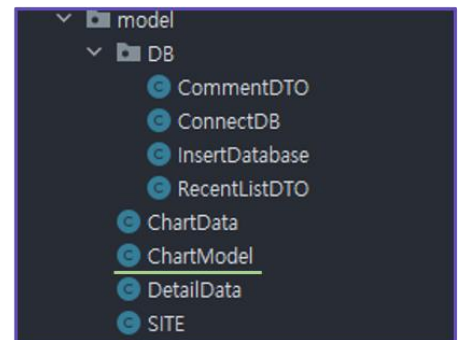 model
DB
CommentDTO
ConnectDB
InsertDatabase
RecentListDTO
ChartData
ChartModel
DetailData
SITE